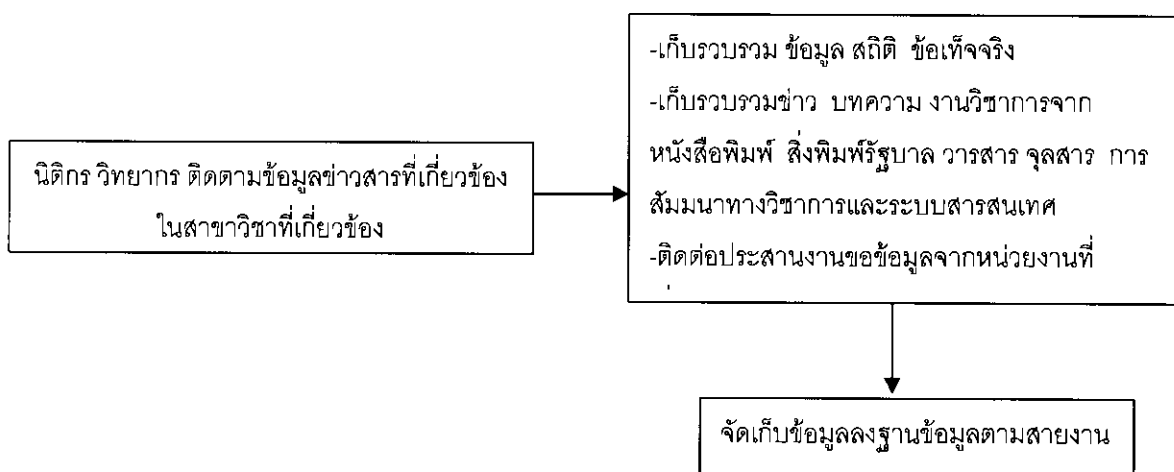 -เก็บรวบรวม ข้อมูล สถิติ ข้อเท็จจริง
-เก็บรวบรวมข่าว บทความ งานวิชาการจาก
หนังสือพิมพ์ สิ่งพิมพ์รัฐบาล วารสาร จุลสาร การ
สัมมนาทางวิชาการและระบบสารสนเทศ
-ติดต่อประสานงานขอข้อมูลจากหน่วยงานที่
นิติกร วิทยากร ติดตามข้อมูลข่าวสารที่เกี่ยวข้อง
ในสาขาวิชาที่เกี่ยวข้อง
จัดเก็บข้อมูลลงฐานข้อมูลตามสายงาน